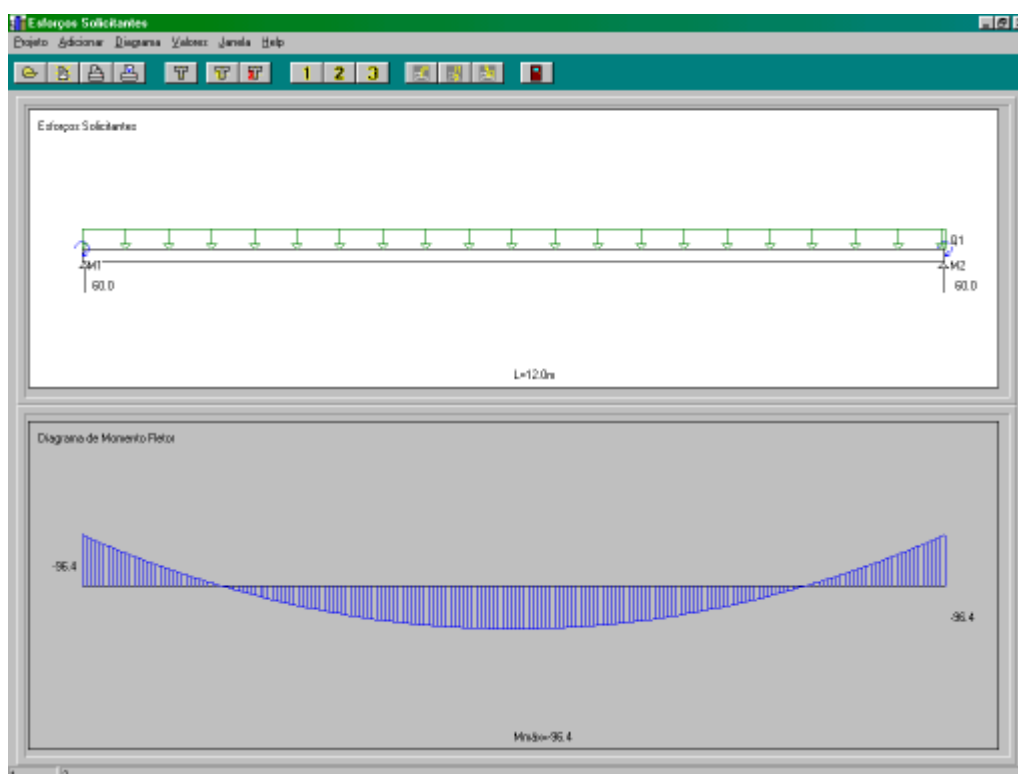 Esforços Solicitantes
Projeto Adicionar Diagrama Valores Janela Help
1 2 3
Esforços Solicitantes
Q1
M1
M2
60.0
60.0
L=12.0m
Diagrama de Momento Fletor
-96.4
-96.4
Mmáx=-96.4